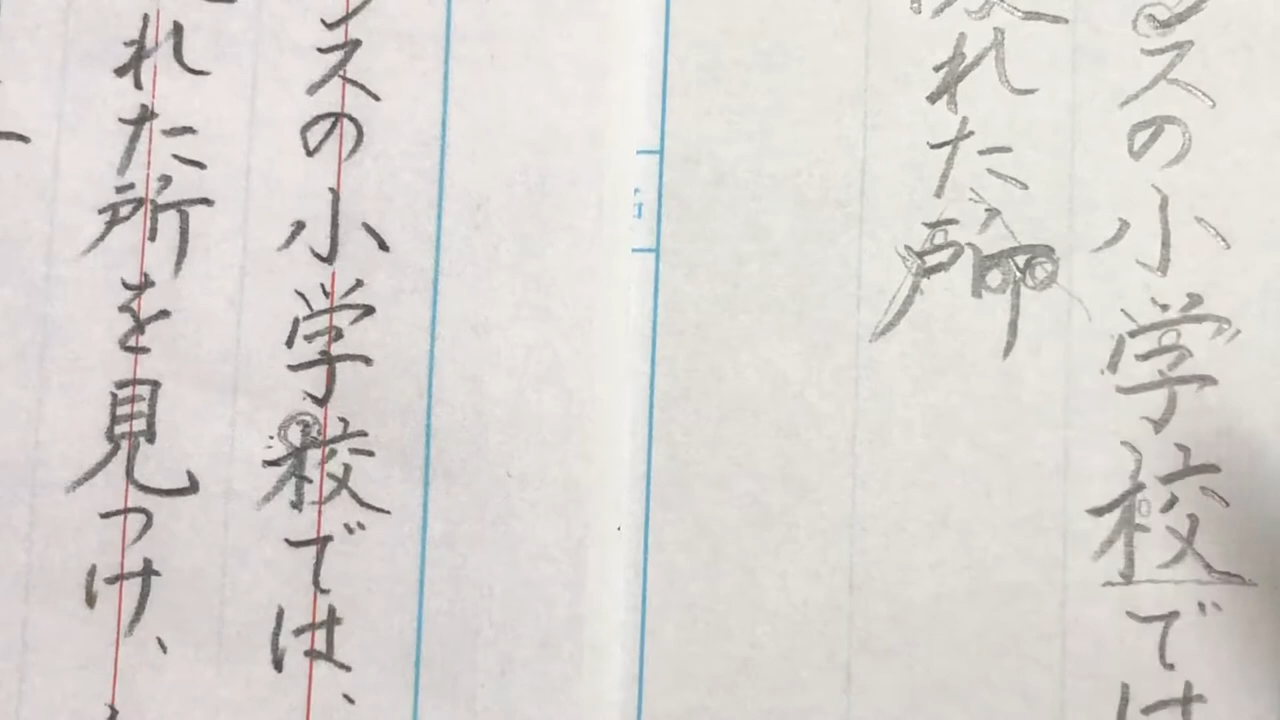 スの小学校では
れた所
スの小学校では、
れた所を見つけ、